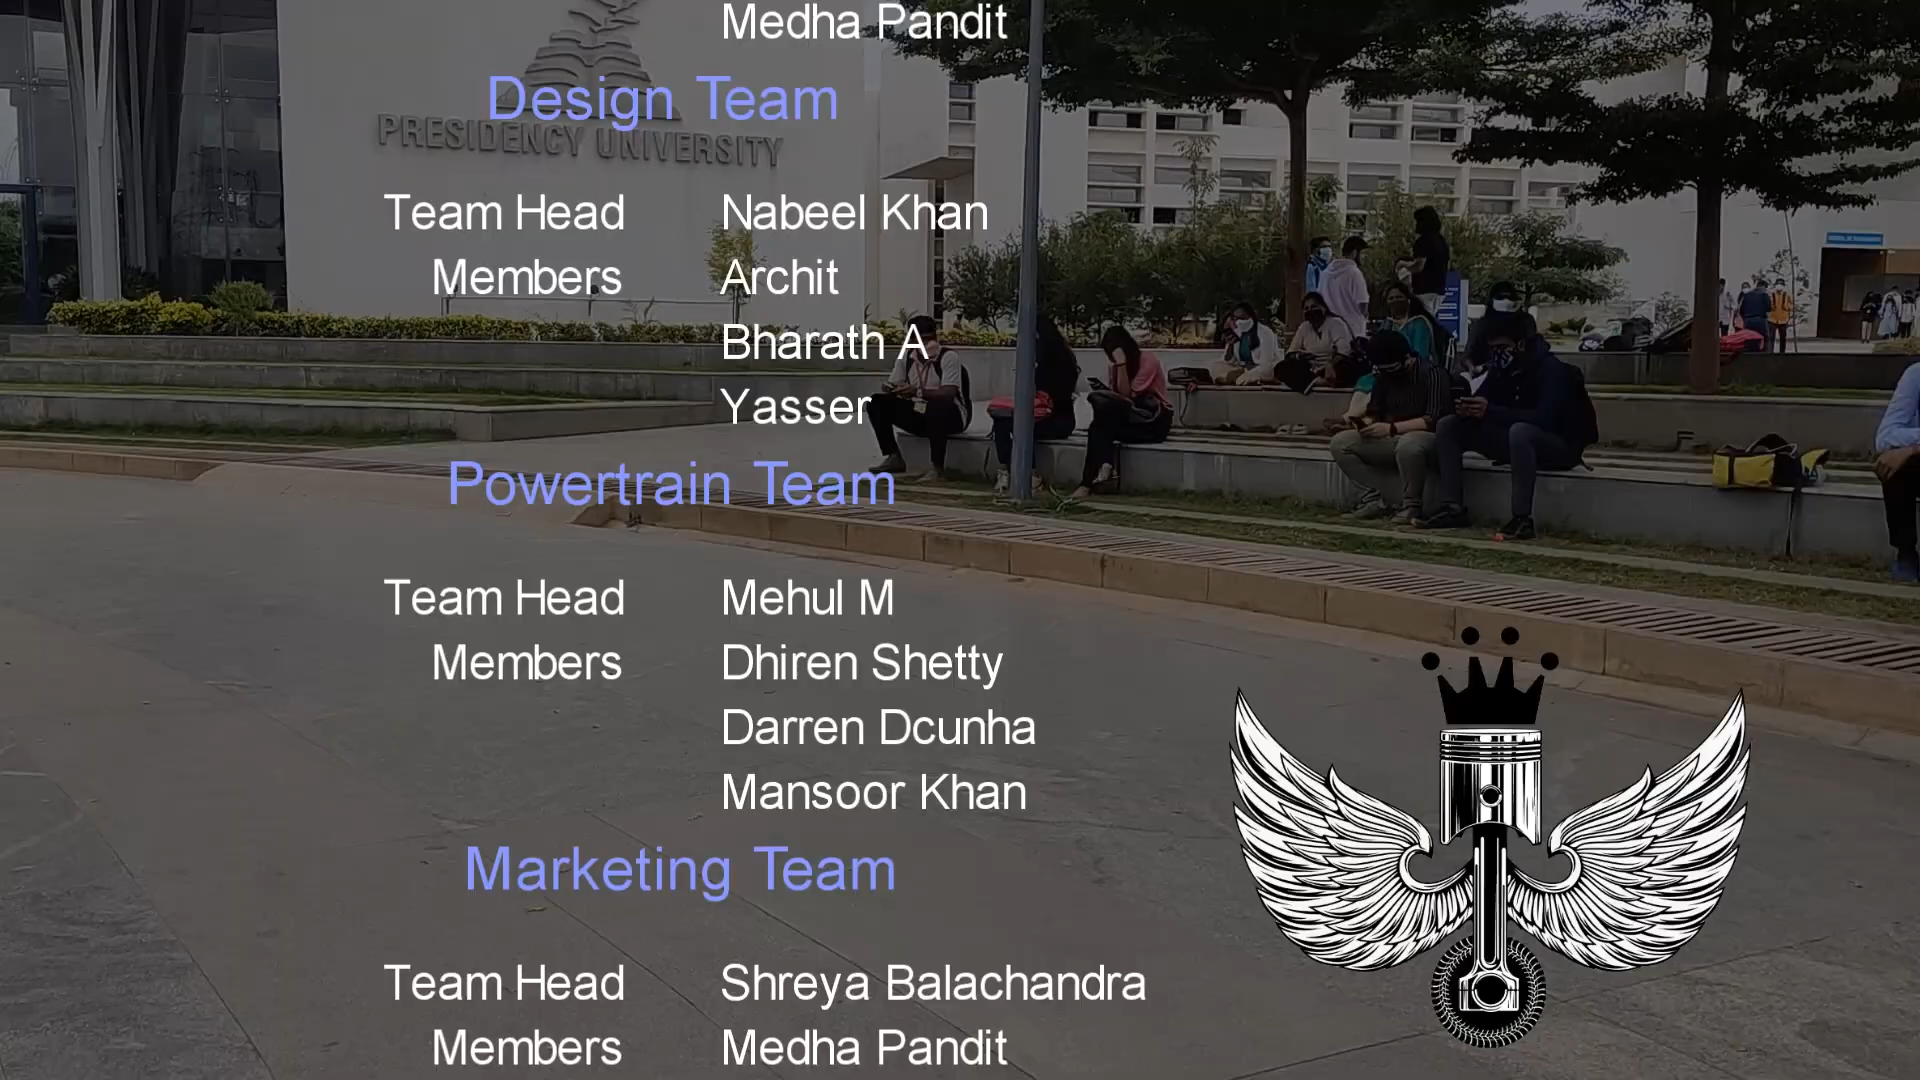 Medha Pandit
Design Team
PRESIDENCY UNIVERSITY
Team Head Nabeel Khan
Members Archit
Bharath A
Yasser
Powertrain Team
Team Head Mehul M
Members Dhiren Shetty
Darren Dcunha
Mansoor Khan
Marketing Team
Team Head Shreya Balachandra
Members Medha Pandit